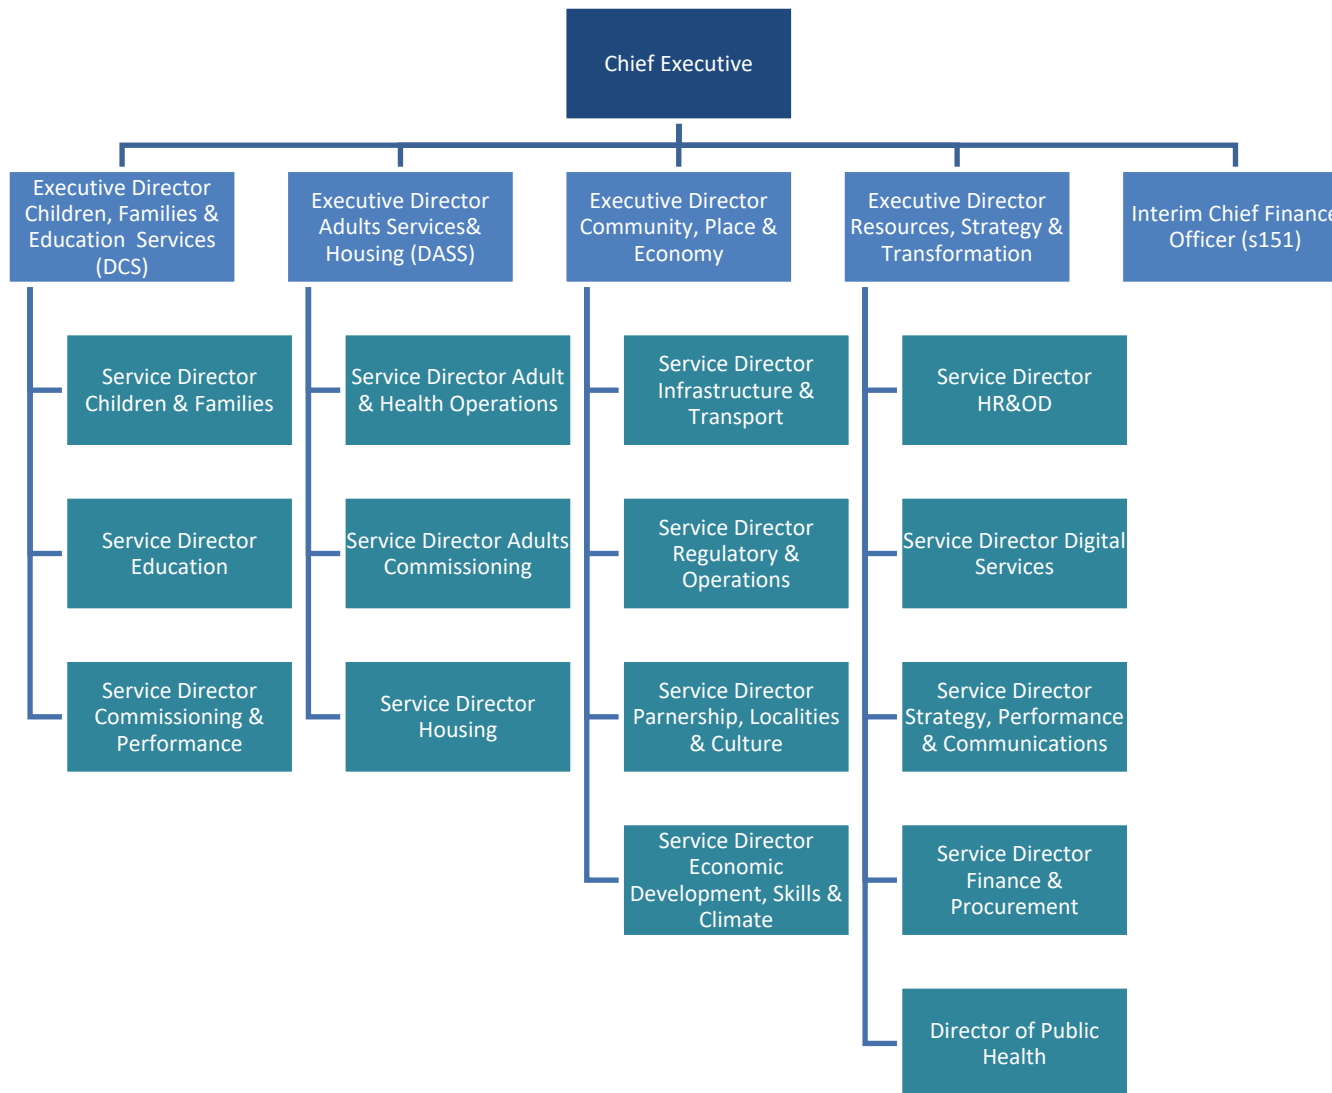 Chief Executive
Executive Director
Children, Families &
Education  Services
(DCS)
Executive Director
Adults Services&
Housing (DASS)
Executive Director
Community, Place &
Economy
Executive Director
Resources, Strategy &
Transformation
Interim Chief Finance
Officer (s151)
Service Director
Children & Families
Service Director
Education
Service Director
Commissioning &
Performance
Service Director Adult
& Health Operations
Service Director Adults
Commissioning
Service Director
Housing
Service Director
Infrastructure &
Transport
Service Director
Regulatory &
Operations
Service Director
Parnership, Localities
& Culture
Service Director
Economic
Development, Skills &
Climate
Service Director
HR&OD
Service Director Digital
Services
Service Director
Strategy, Performance
& Communications
Service Director
Finance &
Procurement
Director of Public
Health